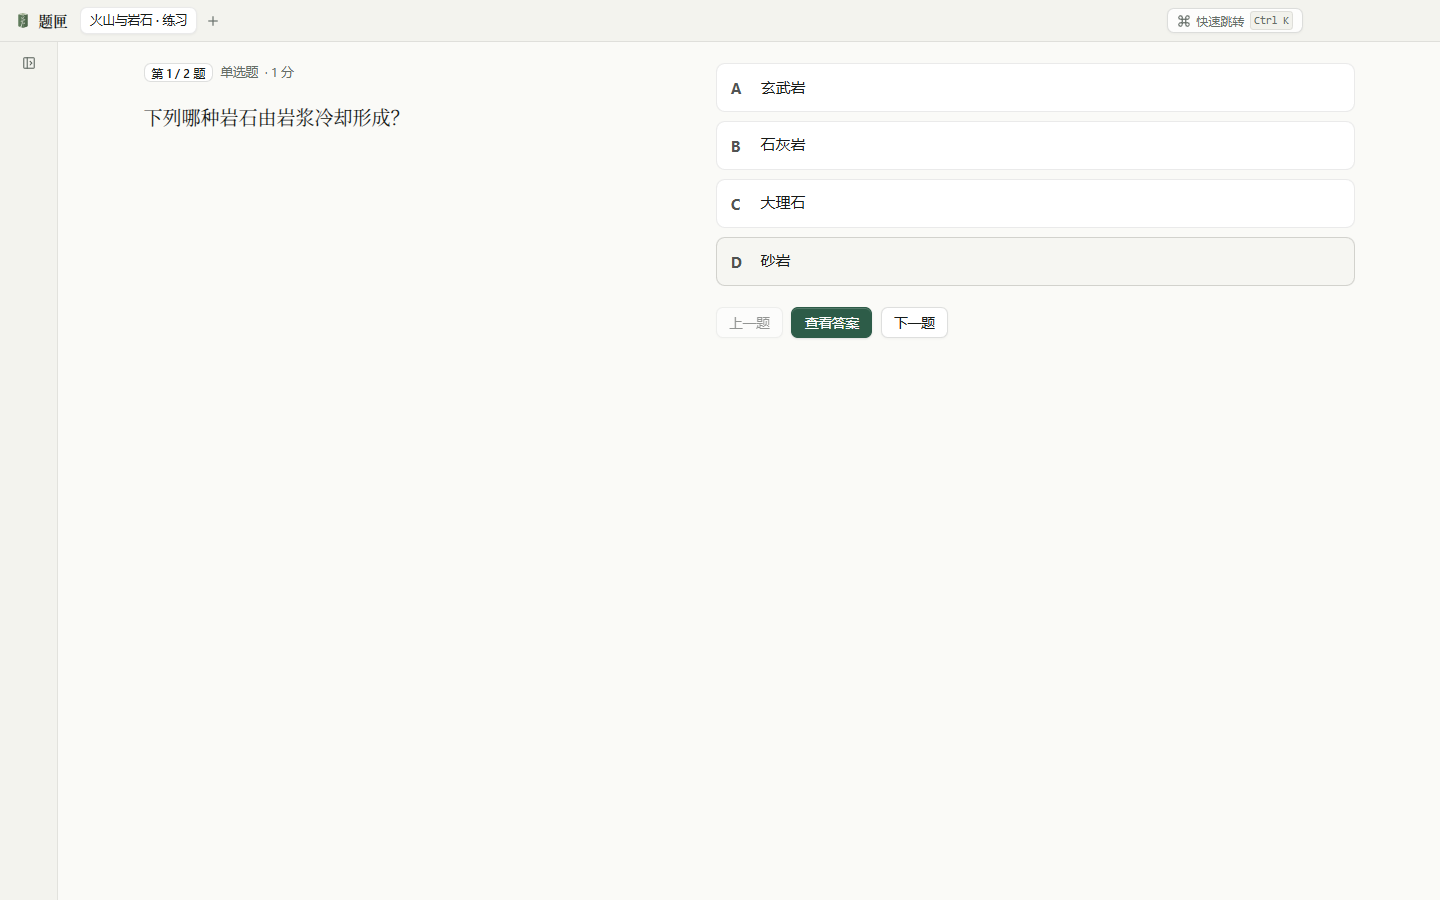 题匣
火山与岩石 · 练习
快速跳转 Ctrl K
第 1 / 2 题 单选题 · 1 分
下列哪种岩石由岩浆冷却形成?
A 玄武岩
B 石灰岩
C 大理石
D 砂岩
上一题 查看答案 下一题